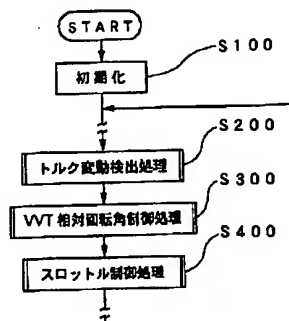 START
S100
初期化
S200
トルク変動検出処理
S300
VVT相対回転角制御処理
S400
スロットル制御処理